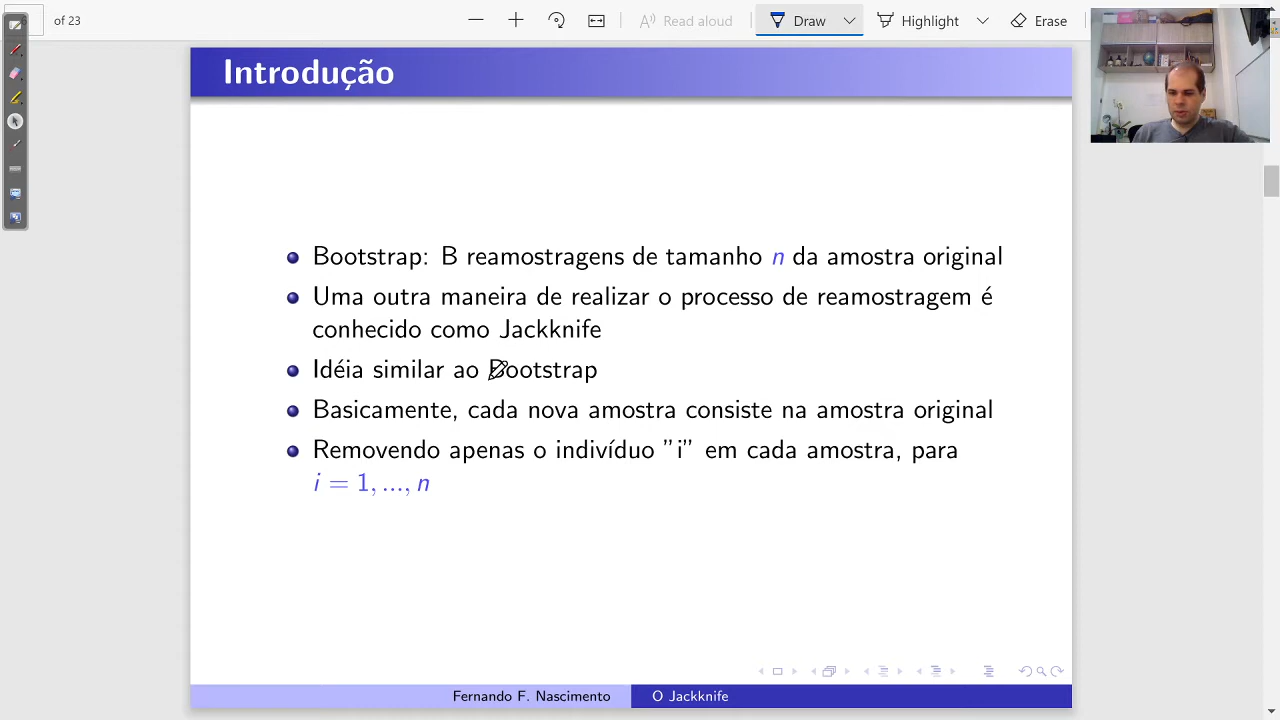 of 23
Read aloud
Draw
Highlight
Erase
Introdução
Bootstrap: B reamostragens de tamanho n da amostra original
Uma outra maneira de realizar o processo de reamostragem é
conhecido como Jackknife
Idéia similar ao Bootstrap
Basicamente, cada nova amostra consiste na amostra original
Removendo apenas o indivíduo ”i” em cada amostra, para
i = 1, ..., n
Fernando F. Nascimento
O Jackknife